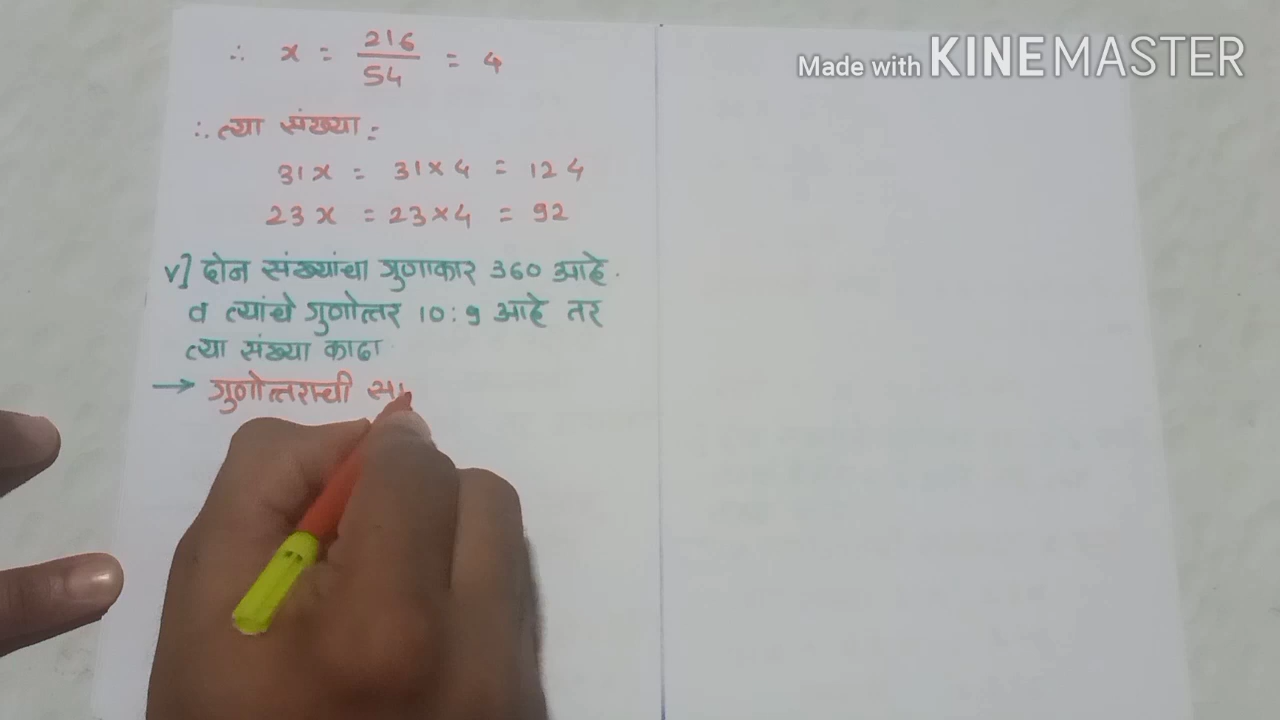 ∴ x = 216/54 = 4
Made with KINEMASTER
∴ त्या संख्या =
31x = 31×4 = 124
23x = 23×4 = 92
v] दोन संख्यांचा गुणाकार 360 आहे.
व त्यांचे गुणोत्तर 10:9 आहे तर
त्या संख्या काढा.
→ गुणोत्तराची